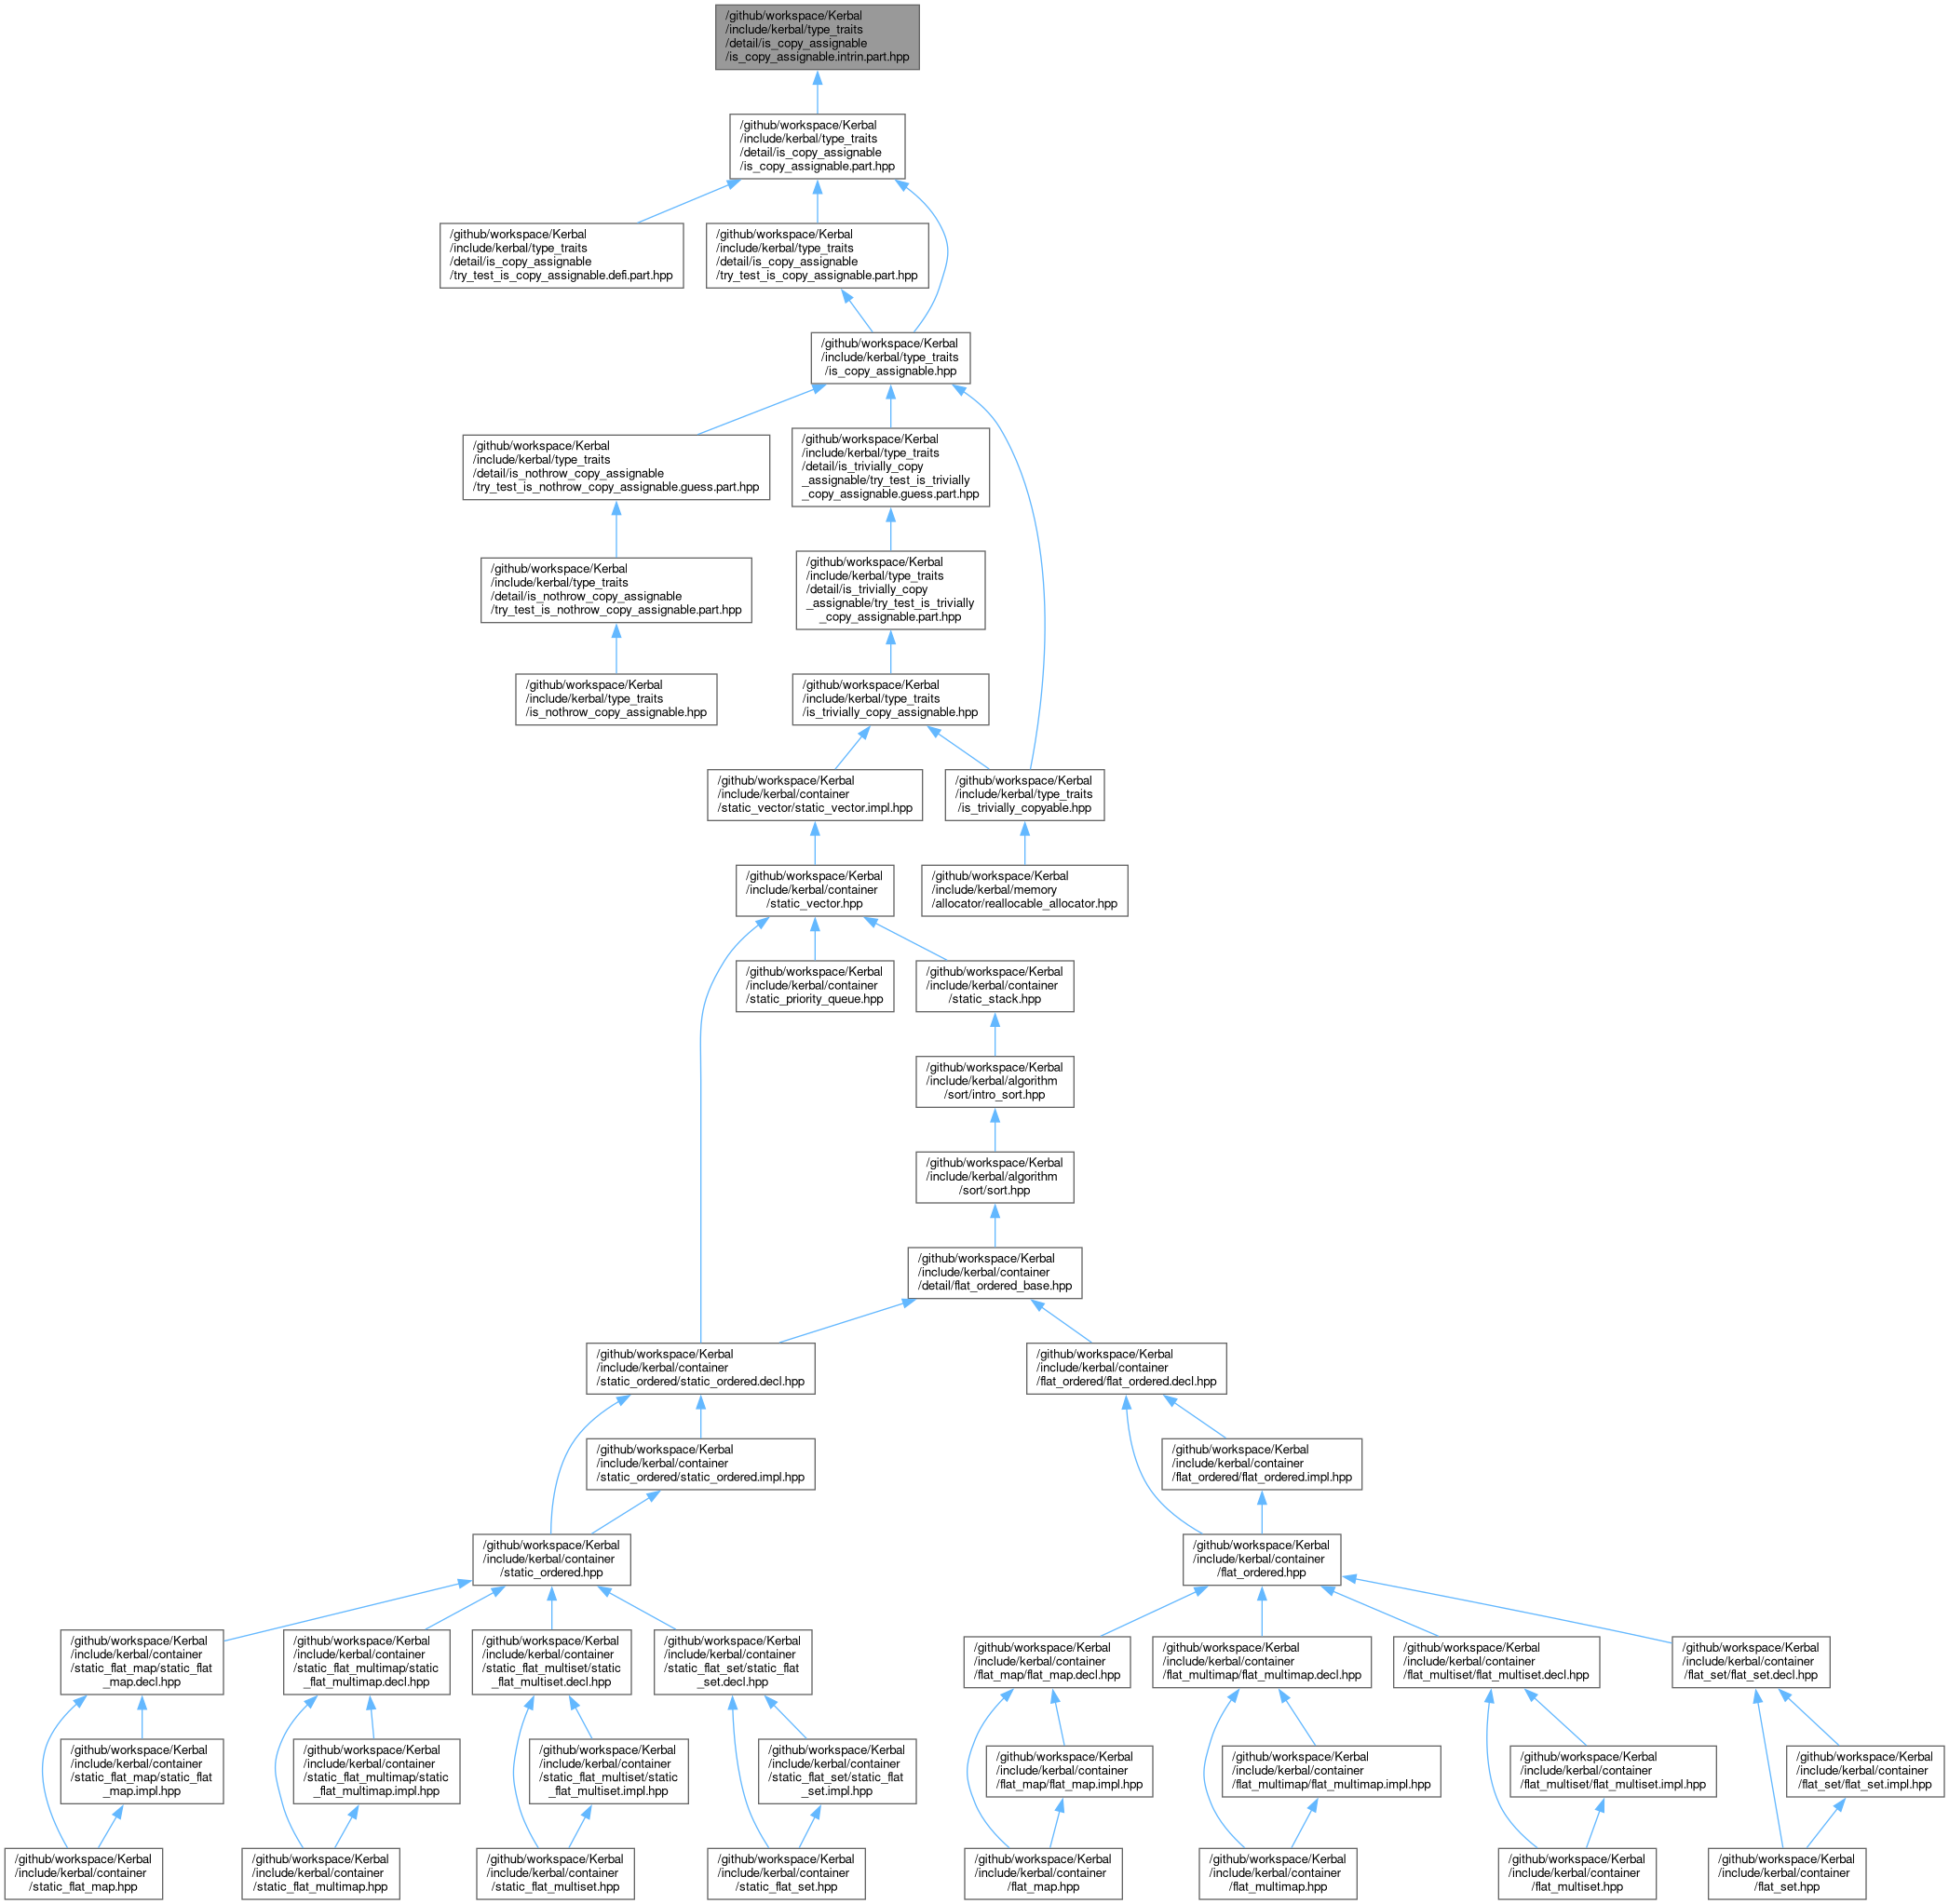 /github/workspace/Kerbal
/include/kerbal/type_traits
/detail/is_copy_assignable
/is_copy_assignable.intrin.part.hpp
/github/workspace/Kerbal
/include/kerbal/type_traits
/detail/is_copy_assignable
/is_copy_assignable.part.hpp
/github/workspace/Kerbal
/include/kerbal/type_traits
/detail/is_copy_assignable
/try_test_is_copy_assignable.defi.part.hpp
/github/workspace/Kerbal
/include/kerbal/type_traits
/detail/is_copy_assignable
/try_test_is_copy_assignable.part.hpp
/github/workspace/Kerbal
/include/kerbal/type_traits
/is_copy_assignable.hpp
/github/workspace/Kerbal
/include/kerbal/type_traits
/detail/is_nothrow_copy_assignable
/try_test_is_nothrow_copy_assignable.guess.part.hpp
/github/workspace/Kerbal
/include/kerbal/type_traits
/detail/is_trivially_copy
_assignable/try_test_is_trivially
_copy_assignable.guess.part.hpp
/github/workspace/Kerbal
/include/kerbal/type_traits
/detail/is_nothrow_copy_assignable
/try_test_is_nothrow_copy_assignable.part.hpp
/github/workspace/Kerbal
/include/kerbal/type_traits
/detail/is_trivially_copy
_assignable/try_test_is_trivially
_copy_assignable.part.hpp
/github/workspace/Kerbal
/include/kerbal/type_traits
/is_nothrow_copy_assignable.hpp
/github/workspace/Kerbal
/include/kerbal/type_traits
/is_trivially_copy_assignable.hpp
/github/workspace/Kerbal
/include/kerbal/container
/static_vector/static_vector.impl.hpp
/github/workspace/Kerbal
/include/kerbal/type_traits
/is_trivially_copyable.hpp
/github/workspace/Kerbal
/include/kerbal/container
/static_vector.hpp
/github/workspace/Kerbal
/include/kerbal/memory
/allocator/reallocable_allocator.hpp
/github/workspace/Kerbal
/include/kerbal/container
/static_priority_queue.hpp
/github/workspace/Kerbal
/include/kerbal/container
/static_stack.hpp
/github/workspace/Kerbal
/include/kerbal/algorithm
/sort/intro_sort.hpp
/github/workspace/Kerbal
/include/kerbal/algorithm
/sort/sort.hpp
/github/workspace/Kerbal
/include/kerbal/container
/detail/flat_ordered_base.hpp
/github/workspace/Kerbal
/include/kerbal/container
/static_ordered/static_ordered.decl.hpp
/github/workspace/Kerbal
/include/kerbal/container
/flat_ordered/flat_ordered.decl.hpp
/github/workspace/Kerbal
/include/kerbal/container
/static_ordered/static_ordered.impl.hpp
/github/workspace/Kerbal
/include/kerbal/container
/flat_ordered/flat_ordered.impl.hpp
/github/workspace/Kerbal
/include/kerbal/container
/static_ordered.hpp
/github/workspace/Kerbal
/include/kerbal/container
/flat_ordered.hpp
/github/workspace/Kerbal
/include/kerbal/container
/static_flat_map/static_flat
_map.decl.hpp
/github/workspace/Kerbal
/include/kerbal/container
/static_flat_multimap/static
_flat_multimap.decl.hpp
/github/workspace/Kerbal
/include/kerbal/container
/static_flat_multiset/static
_flat_multiset.decl.hpp
/github/workspace/Kerbal
/include/kerbal/container
/static_flat_set/static_flat
_set.decl.hpp
/github/workspace/Kerbal
/include/kerbal/container
/flat_map/flat_map.decl.hpp
/github/workspace/Kerbal
/include/kerbal/container
/flat_multimap/flat_multimap.decl.hpp
/github/workspace/Kerbal
/include/kerbal/container
/flat_multiset/flat_multiset.decl.hpp
/github/workspace/Kerbal
/include/kerbal/container
/flat_set/flat_set.decl.hpp
/github/workspace/Kerbal
/include/kerbal/container
/static_flat_map/static_flat
_map.impl.hpp
/github/workspace/Kerbal
/include/kerbal/container
/static_flat_multimap/static
_flat_multimap.impl.hpp
/github/workspace/Kerbal
/include/kerbal/container
/static_flat_multiset/static
_flat_multiset.impl.hpp
/github/workspace/Kerbal
/include/kerbal/container
/static_flat_set/static_flat
_set.impl.hpp
/github/workspace/Kerbal
/include/kerbal/container
/flat_map/flat_map.impl.hpp
/github/workspace/Kerbal
/include/kerbal/container
/flat_multimap/flat_multimap.impl.hpp
/github/workspace/Kerbal
/include/kerbal/container
/flat_multiset/flat_multiset.impl.hpp
/github/workspace/Kerbal
/include/kerbal/container
/flat_set/flat_set.impl.hpp
/github/workspace/Kerbal
/include/kerbal/container
/static_flat_map.hpp
/github/workspace/Kerbal
/include/kerbal/container
/static_flat_multimap.hpp
/github/workspace/Kerbal
/include/kerbal/container
/static_flat_multiset.hpp
/github/workspace/Kerbal
/include/kerbal/container
/static_flat_set.hpp
/github/workspace/Kerbal
/include/kerbal/container
/flat_map.hpp
/github/workspace/Kerbal
/include/kerbal/container
/flat_multimap.hpp
/github/workspace/Kerbal
/include/kerbal/container
/flat_multiset.hpp
/github/workspace/Kerbal
/include/kerbal/container
/flat_set.hpp